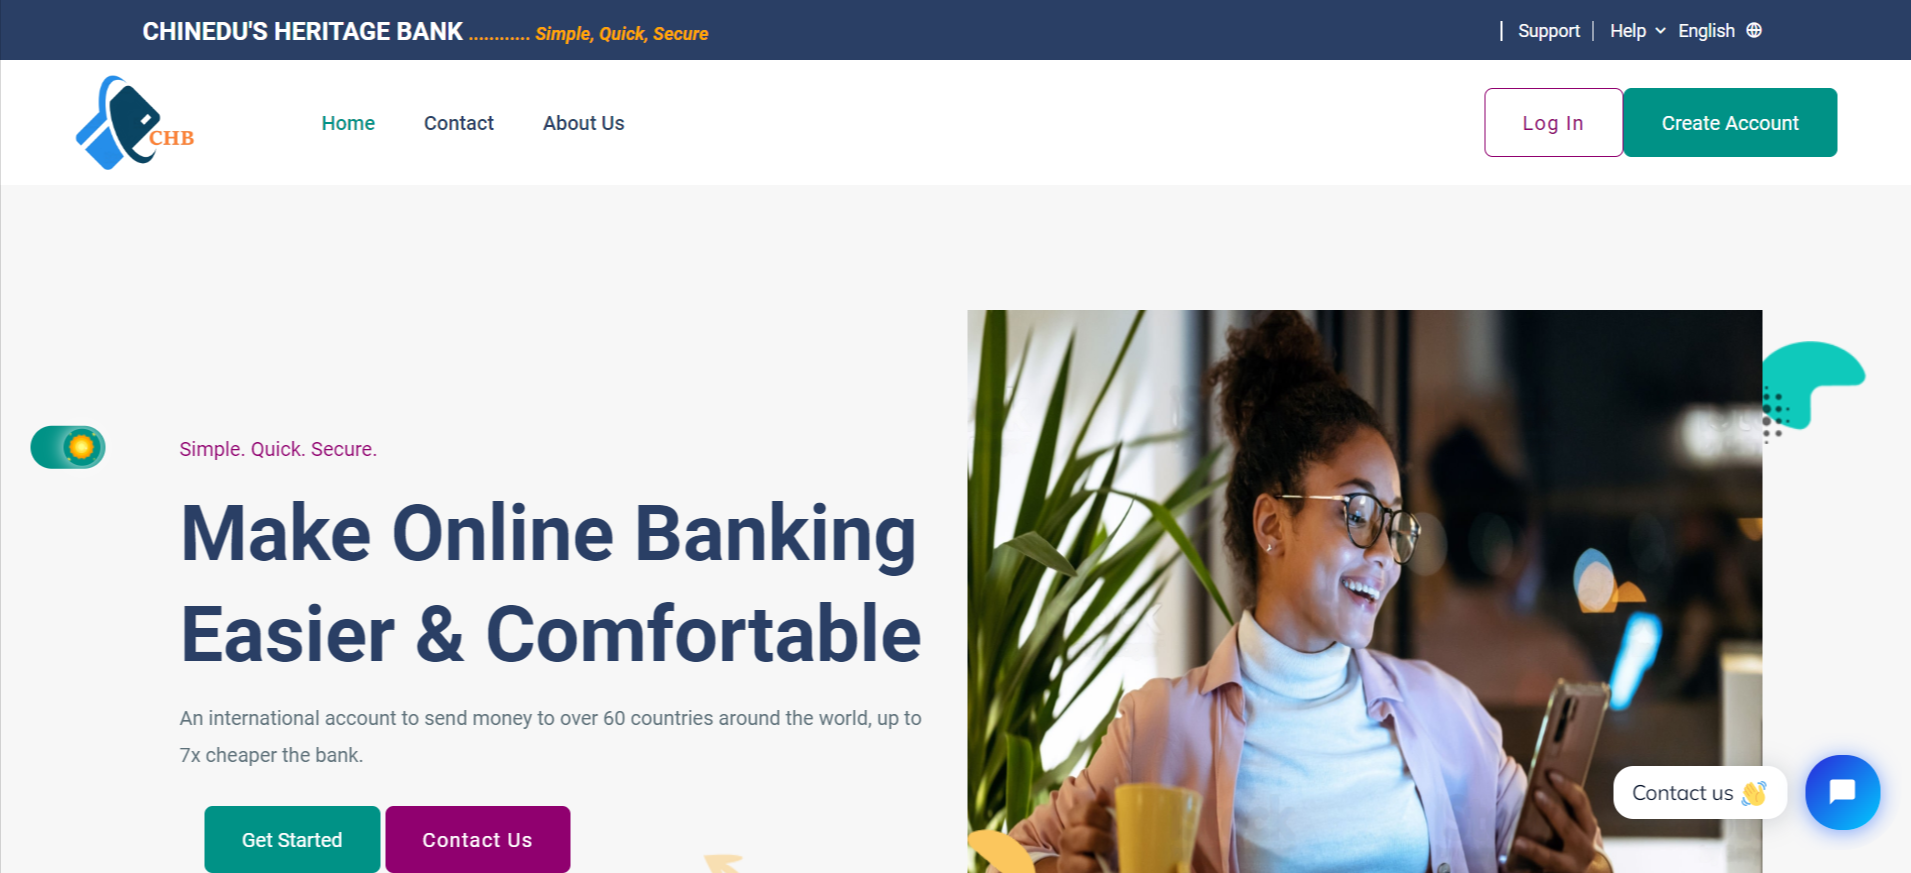 CHINEDU'S HERITAGE BANK ............ Simple, Quick, Secure
Support
Help
English
CHB
Home
Contact
About Us
Log In
Create Account
Simple. Quick. Secure.
Make Online Banking
Easier & Comfortable
An international account to send money to over 60 countries around the world, up to
7x cheaper the bank.
Get Started
Contact Us
Contact us 👋